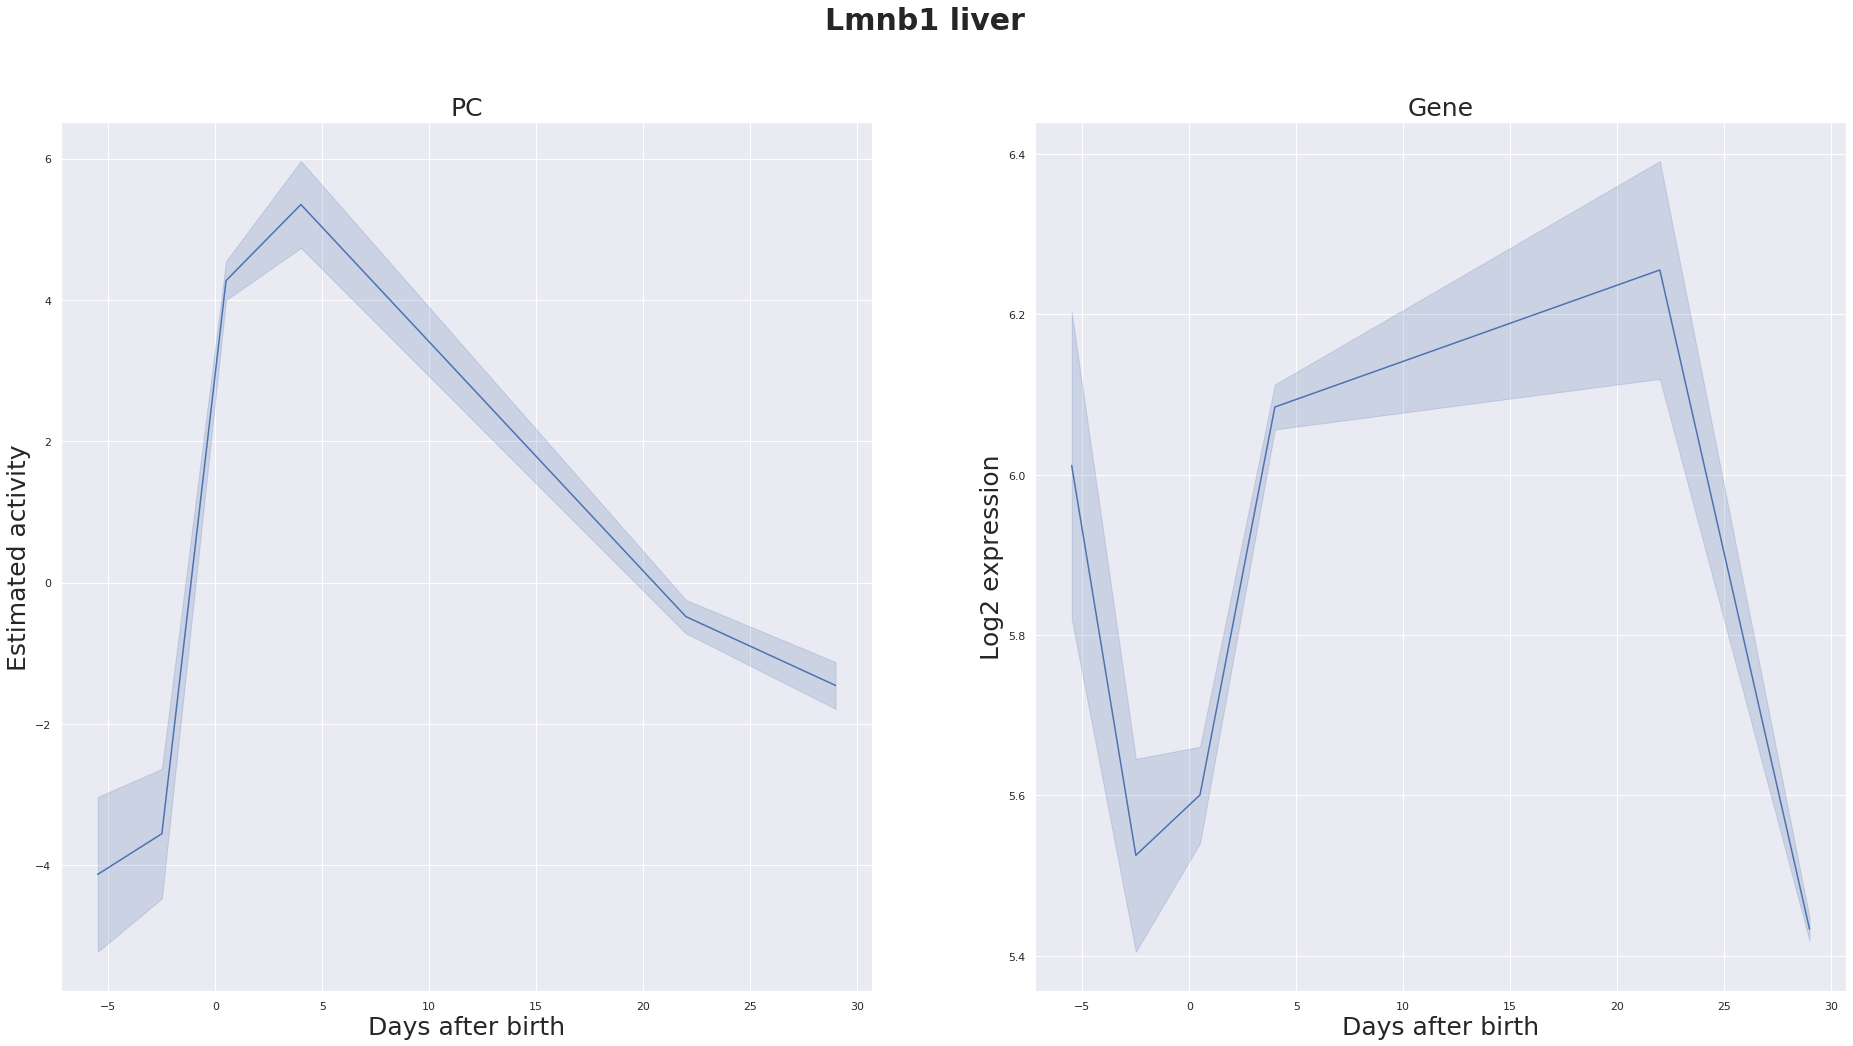 Lmnb1 liver
PC
6
4
2
0
−2
−4
Estimated activity
−5 0 5 10 15 20 25 30
Days after birth
Gene
6.4
6.2
6.0
5.8
5.6
5.4
Log2 expression
−5 0 5 10 15 20 25 30
Days after birth